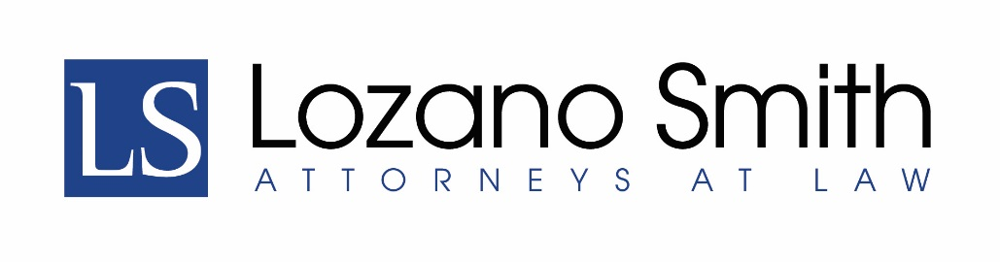 LS
Lozano Smith
ATTORNEYS AT LAW